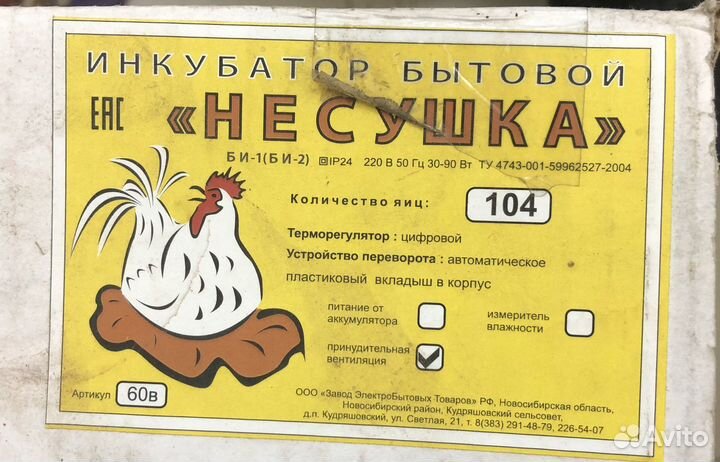 ИНКУБАТОР БЫТОВОЙ
EAC «НЕСУШКА»
БИ-1(БИ-2) IP24 220 В 50 Гц 30-90 Вт ТУ 4743-001-59962527-2004
Количество яиц: 104
Терморегулятор : цифровой
Устройство переворота : автоматическое
пластиковый вкладыш в корпус
питание от
аккумулятора
измеритель
влажности
принудительная
вентиляция
Артикул 60в
ООО «Завод ЭлектроБытовых Товаров» РФ, Новосибирская область,
Новосибирский район, Кудряшовский сельсовет,
д.п. Кудряшовский, ул. Светлая, 21, т. 8(383) 291-48-79, 226-54-07
Avito